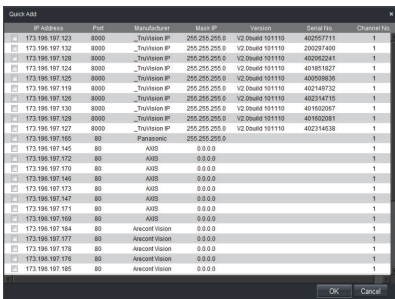 Quick Add
IP Address Port Manufacturer Mask IP Version Serial No. Channel No.
173.196.197.123 8000 _TruVision IP 255.255.255.0 V2.0build 101110 402557711 1
173.196.197.132 8000 _TruVision IP 255.255.255.0 V2.0build 101110 200297400 1
173.196.197.128 8000 _TruVision IP 255.255.255.0 V2.0build 101110 402062241 1
173.196.197.124 8000 _TruVision IP 255.255.255.0 V2.0build 101110 401851827 1
173.196.197.125 8000 _TruVision IP 255.255.255.0 V2.0build 101110 400509836 1
173.196.197.119 8000 _TruVision IP 255.255.255.0 V2.0build 101110 402149732 1
173.196.197.126 8000 _TruVision IP 255.255.255.0 V2.0build 101110 402314715 1
173.196.197.130 8000 _TruVision IP 255.255.255.0 V2.0build 101110 401602067 1
173.196.197.129 8000 _TruVision IP 255.255.255.0 V2.0build 101110 401602081 1
173.196.197.127 8000 _TruVision IP 255.255.255.0 V2.0build 101110 402314538 1
173.196.197.165 80 Panasonic 255.255.255.0 1
173.196.197.145 80 AXIS 0.0.0.0 1
173.196.197.172 80 AXIS 0.0.0.0 1
173.196.197.170 80 AXIS 0.0.0.0 1
173.196.197.146 80 AXIS 0.0.0.0 1
173.196.197.173 80 AXIS 0.0.0.0 1
173.196.197.147 80 AXIS 0.0.0.0 1
173.196.197.171 80 AXIS 0.0.0.0 1
173.196.197.169 80 AXIS 0.0.0.0 1
173.196.197.184 80 Arecont Vision 0.0.0.0 1
173.196.197.177 80 Arecont Vision 0.0.0.0 1
173.196.197.178 80 Arecont Vision 0.0.0.0 1
173.196.197.176 80 Arecont Vision 0.0.0.0 1
173.196.197.185 80 Arecont Vision 0.0.0.0 1
OK Cancel